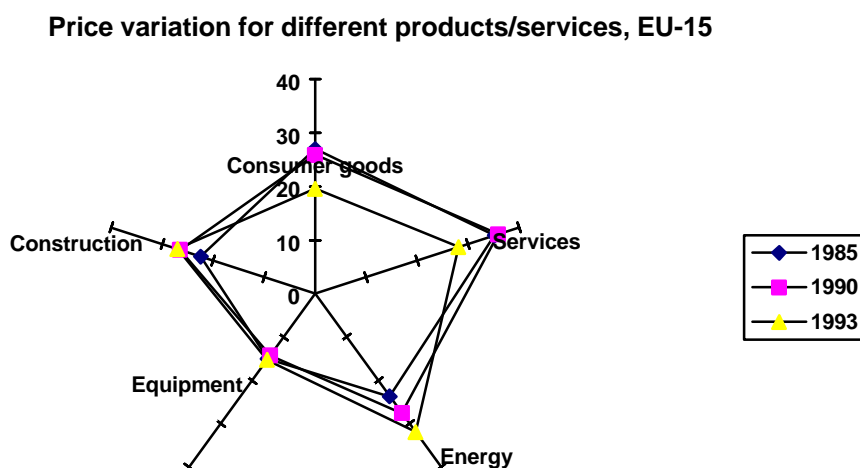 Price variation for different products/services, EU-15
40
30
Consumer goods
20
Construction
Services
10
0
Equipment
Energy
1985
1990
1993